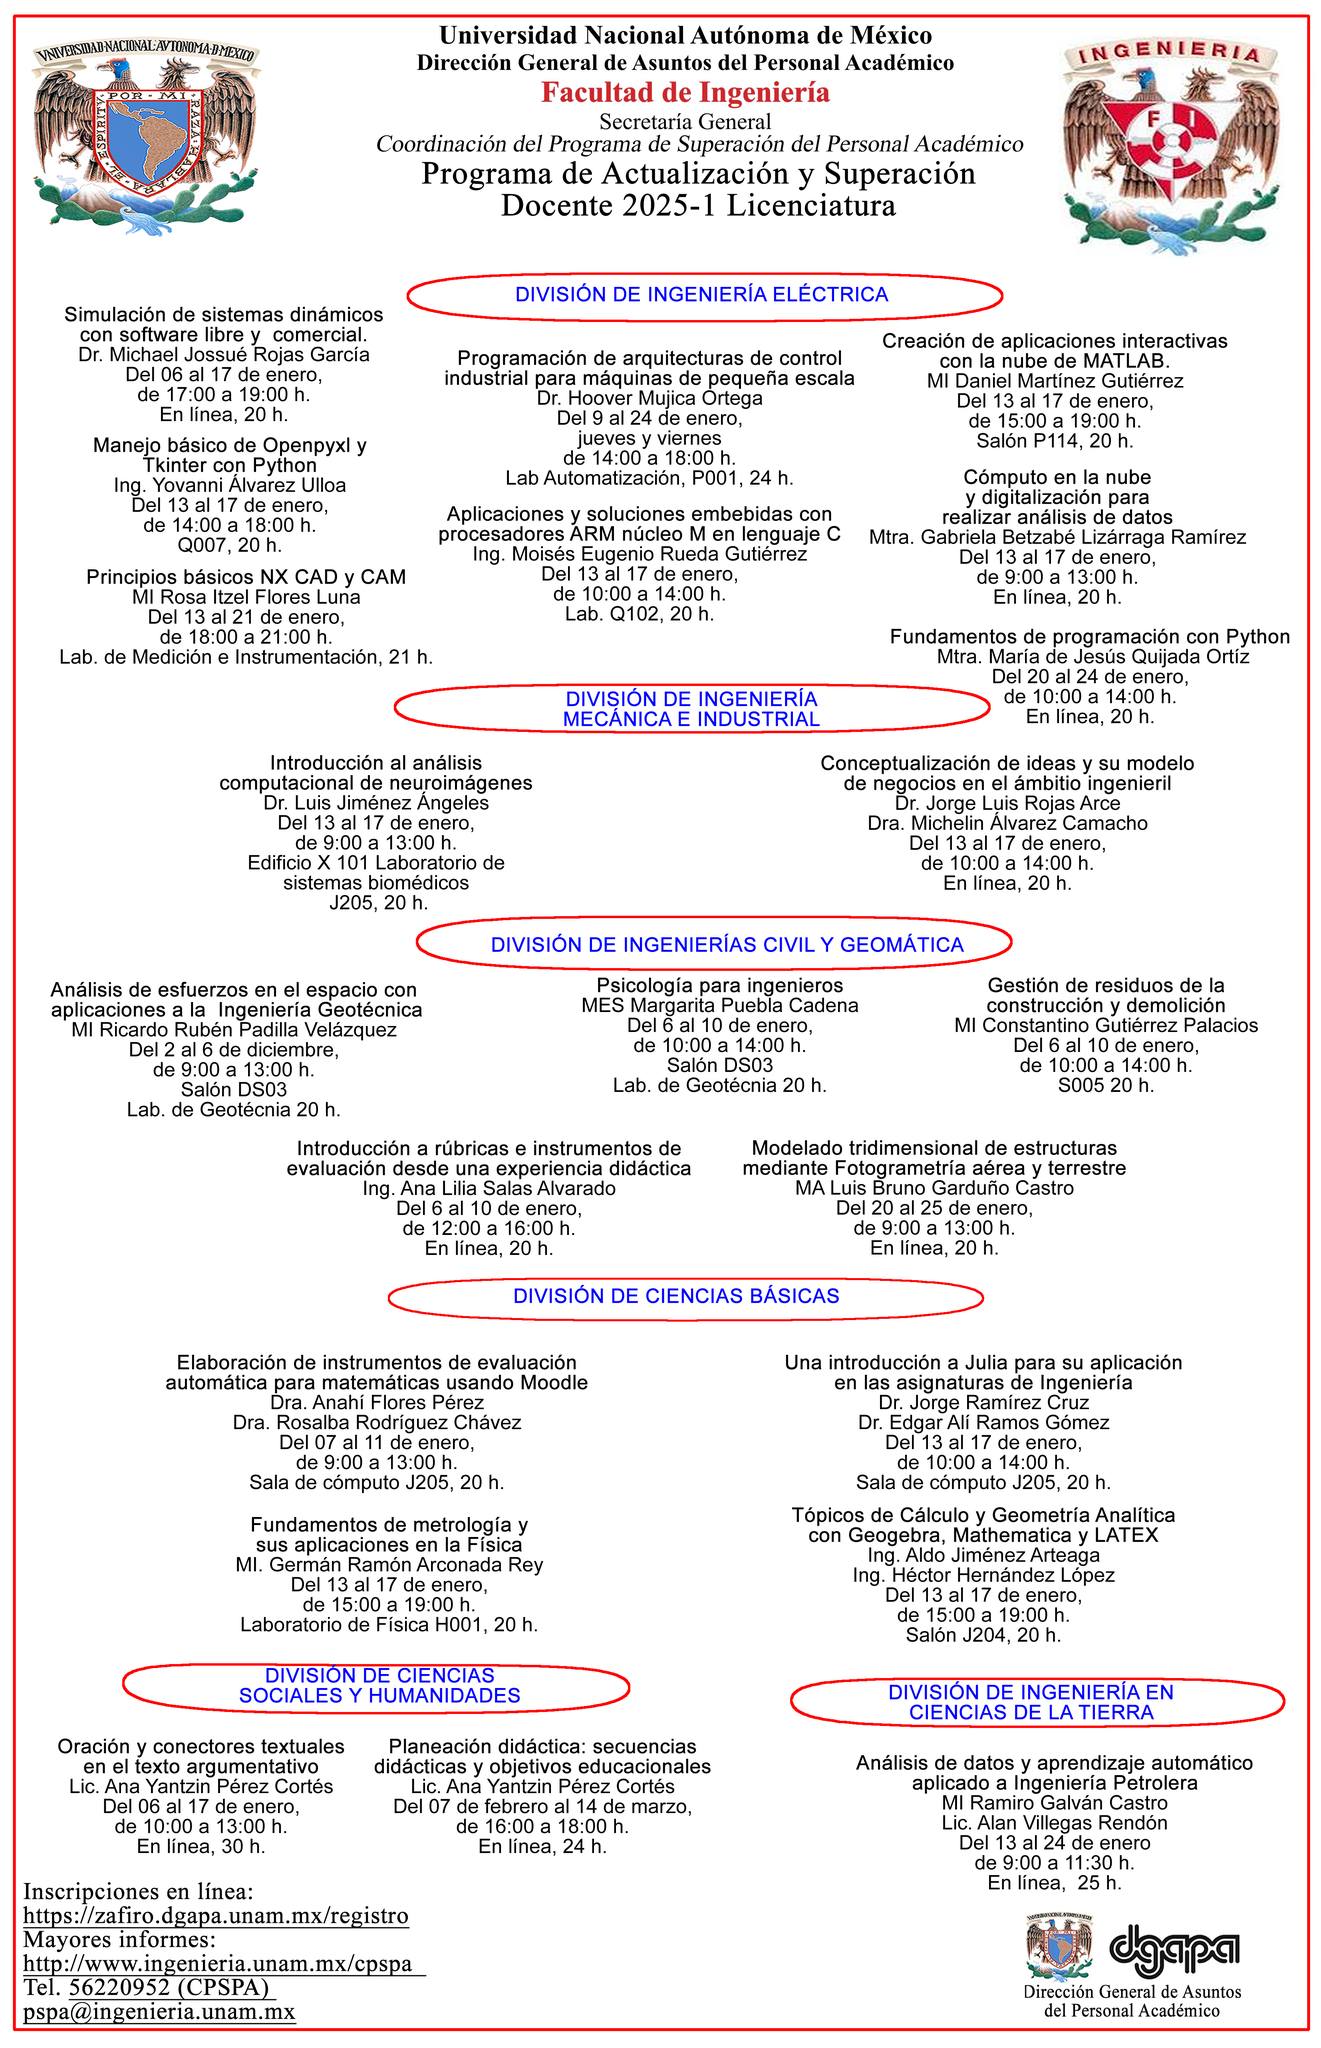 UNIVERSIDAD·NACIONAL·AVTONOMA·D·MEXICO
POR·MI·RAZA·HABLARA·EL·ESPIRITV
INGENIERIA
F I
Universidad Nacional Autónoma de México
Dirección General de Asuntos del Personal Académico
Facultad de Ingeniería
Secretaría General
Coordinación del Programa de Superación del Personal Académico
Programa de Actualización y Superación
Docente 2025-1 Licenciatura
DIVISIÓN DE INGENIERÍA ELÉCTRICA
Simulación de sistemas dinámicos
con software libre y comercial.
Dr. Michael Jossué Rojas García
Del 06 al 17 de enero,
de 17:00 a 19:00 h.
En línea, 20 h.
Manejo básico de Openpyxl y
Tkinter con Python
Ing. Yovanni Álvarez Ulloa
Del 13 al 17 de enero,
de 14:00 a 18:00 h.
Q007, 20 h.
Principios básicos NX CAD y CAM
MI Rosa Itzel Flores Luna
Del 13 al 21 de enero,
de 18:00 a 21:00 h.
Lab. de Medición e Instrumentación, 21 h.
Programación de arquitecturas de control
industrial para máquinas de pequeña escala
Dr. Hoover Mujica Ortega
Del 9 al 24 de enero,
jueves y viernes
de 14:00 a 18:00 h.
Lab Automatización, P001, 24 h.
Aplicaciones y soluciones embebidas con
procesadores ARM núcleo M en lenguaje C
Ing. Moisés Eugenio Rueda Gutiérrez
Del 13 al 17 de enero,
de 10:00 a 14:00 h.
Lab. Q102, 20 h.
Creación de aplicaciones interactivas
con la nube de MATLAB.
MI Daniel Martínez Gutiérrez
Del 13 al 17 de enero,
de 15:00 a 19:00 h.
Salón P114, 20 h.
Cómputo en la nube
y digitalización para
realizar análisis de datos
Mtra. Gabriela Betzabé Lizárraga Ramírez
Del 13 al 17 de enero,
de 9:00 a 13:00 h.
En línea, 20 h.
Fundamentos de programación con Python
Mtra. María de Jesús Quijada Ortíz
Del 20 al 24 de enero,
de 10:00 a 14:00 h.
En línea, 20 h.
DIVISIÓN DE INGENIERÍA
MECÁNICA E INDUSTRIAL
Introducción al análisis
computacional de neuroimágenes
Dr. Luis Jiménez Ángeles
Del 13 al 17 de enero,
de 9:00 a 13:00 h.
Edificio X 101 Laboratorio de
sistemas biomédicos
J205, 20 h.
Conceptualización de ideas y su modelo
de negocios en el ámbito ingenieril
Dr. Jorge Luis Rojas Arce
Dra. Michelin Álvarez Camacho
Del 13 al 17 de enero,
de 10:00 a 14:00 h.
En línea, 20 h.
DIVISIÓN DE INGENIERÍAS CIVIL Y GEOMÁTICA
Análisis de esfuerzos en el espacio con
aplicaciones a la Ingeniería Geotécnica
MI Ricardo Rubén Padilla Velázquez
Del 2 al 6 de diciembre,
de 9:00 a 13:00 h.
Salón DS03
Lab. de Geotécnia 20 h.
Psicología para ingenieros
MES Margarita Puebla Cadena
Del 6 al 10 de enero,
de 10:00 a 14:00 h.
Salón DS03
Lab. de Geotécnia 20 h.
Gestión de residuos de la
construcción y demolición
MI Constantino Gutiérrez Palacios
Del 6 al 10 de enero,
de 10:00 a 14:00 h.
S005 20 h.
Introducción a rúbricas e instrumentos de
evaluación desde una experiencia didáctica
Ing. Ana Lilia Salas Alvarado
Del 6 al 10 de enero,
de 12:00 a 16:00 h.
En línea, 20 h.
Modelado tridimensional de estructuras
mediante Fotogrametría aérea y terrestre
MA Luis Bruno Garduño Castro
Del 20 al 25 de enero,
de 9:00 a 13:00 h.
En línea, 20 h.
DIVISIÓN DE CIENCIAS BÁSICAS
Elaboración de instrumentos de evaluación
automática para matemáticas usando Moodle
Dra. Anahí Flores Pérez
Dra. Rosalba Rodríguez Chávez
Del 07 al 11 de enero,
de 9:00 a 13:00 h.
Sala de cómputo J205, 20 h.
Fundamentos de metrología y
sus aplicaciones en la Física
MI. Germán Ramón Arconada Rey
Del 13 al 17 de enero,
de 15:00 a 19:00 h.
Laboratorio de Física H001, 20 h.
Una introducción a Julia para su aplicación
en las asignaturas de Ingeniería
Dr. Jorge Ramírez Cruz
Dr. Edgar Alí Ramos Gómez
Del 13 al 17 de enero,
de 10:00 a 14:00 h.
Sala de cómputo J205, 20 h.
Tópicos de Cálculo y Geometría Analítica
con Geogebra, Mathematica y LATEX
Ing. Aldo Jiménez Arteaga
Ing. Héctor Hernández López
Del 13 al 17 de enero,
de 15:00 a 19:00 h.
Salón J204, 20 h.
DIVISIÓN DE CIENCIAS
SOCIALES Y HUMANIDADES
Oración y conectores textuales
en el texto argumentativo
Lic. Ana Yantzin Pérez Cortés
Del 06 al 17 de enero,
de 10:00 a 13:00 h.
En línea, 30 h.
Planeación didáctica: secuencias
didácticas y objetivos educacionales
Lic. Ana Yantzin Pérez Cortés
Del 07 de febrero al 14 de marzo,
de 16:00 a 18:00 h.
En línea, 24 h.
DIVISIÓN DE INGENIERÍA EN
CIENCIAS DE LA TIERRA
Análisis de datos y aprendizaje automático
aplicado a Ingeniería Petrolera
MI Ramiro Galván Castro
Lic. Alan Villegas Rendón
Del 13 al 24 de enero
de 9:00 a 11:30 h.
En línea, 25 h.
Inscripciones en línea:
https://zafiro.dgapa.unam.mx/registro
Mayores informes:
http://www.ingenieria.unam.mx/cpspa
Tel. 56220952 (CPSPA)
pspa@ingenieria.unam.mx
dgapa
Dirección General de Asuntos
del Personal Académico